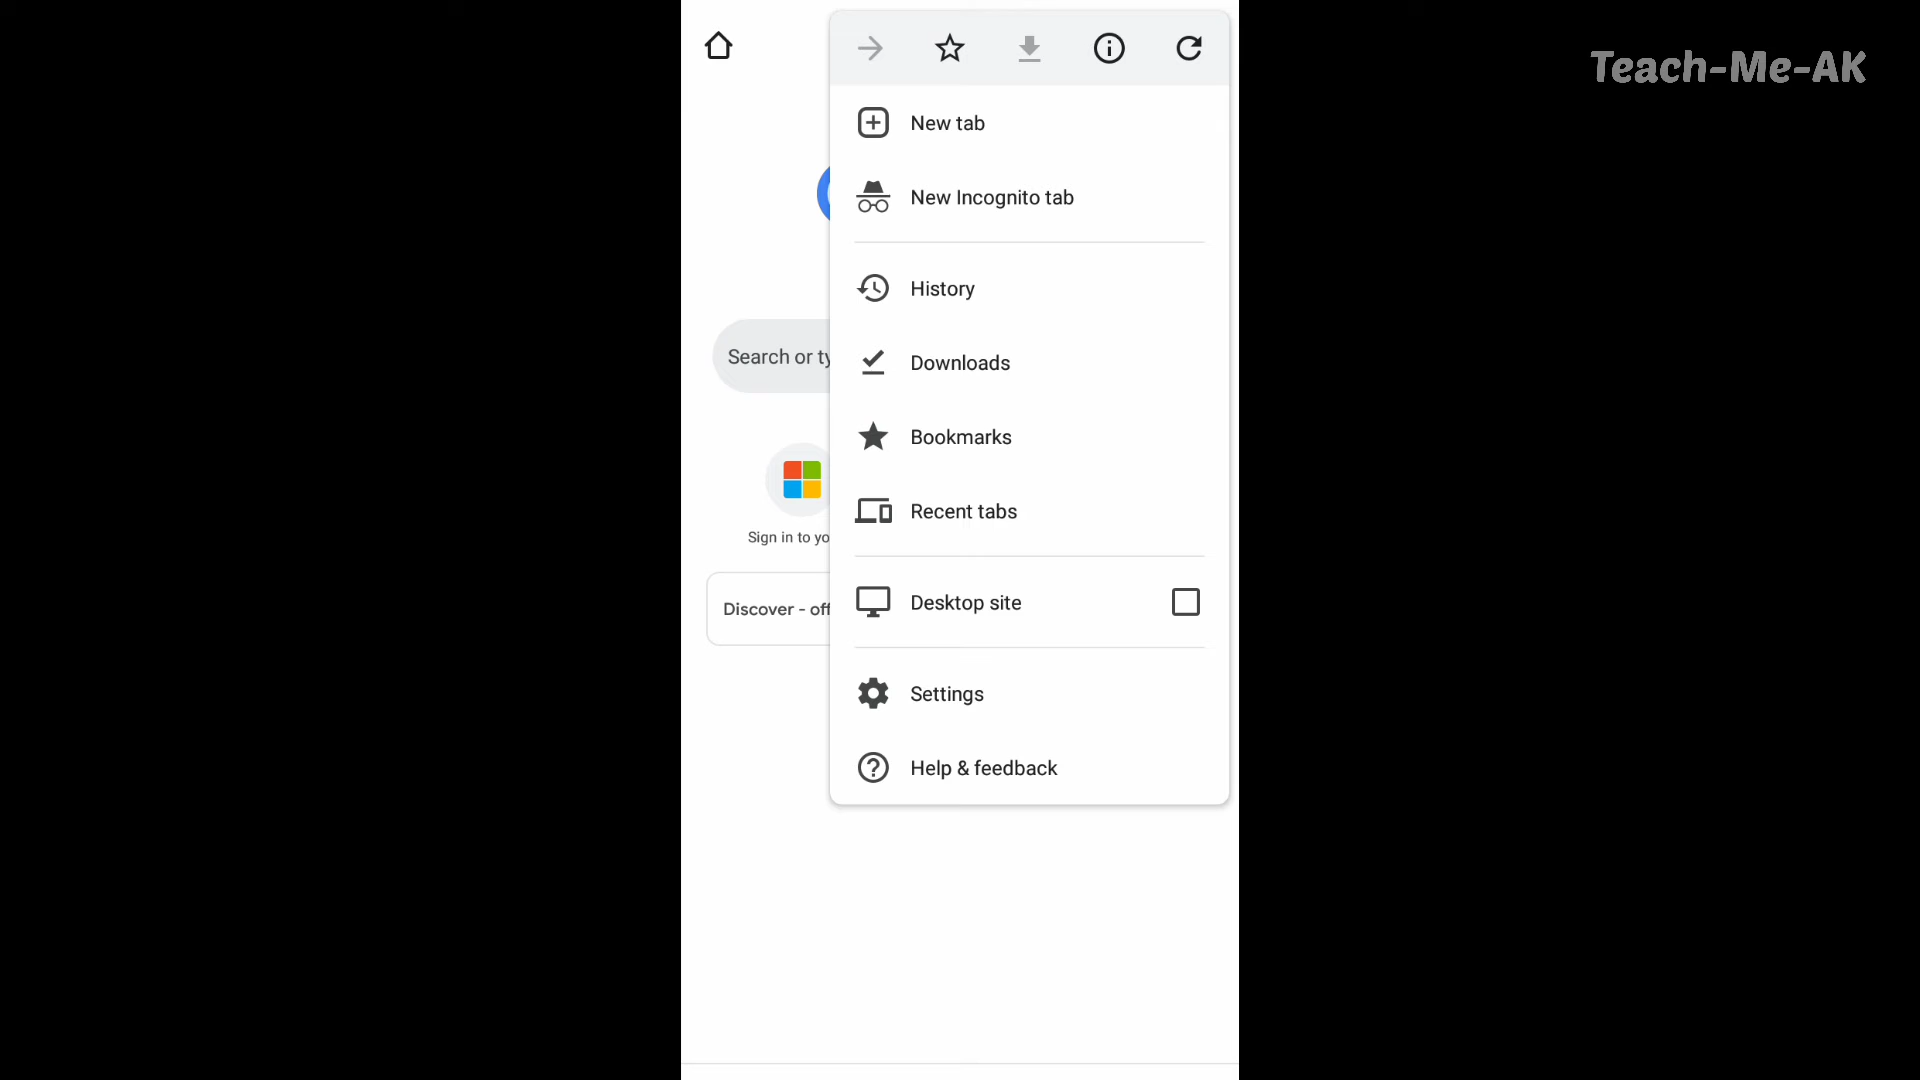 Teach-Me-AK
New tab
New Incognito tab
History
Search or ty
Downloads
Bookmarks
Recent tabs
Sign in to yo
Desktop site
Discover - off
Settings
Help & feedback